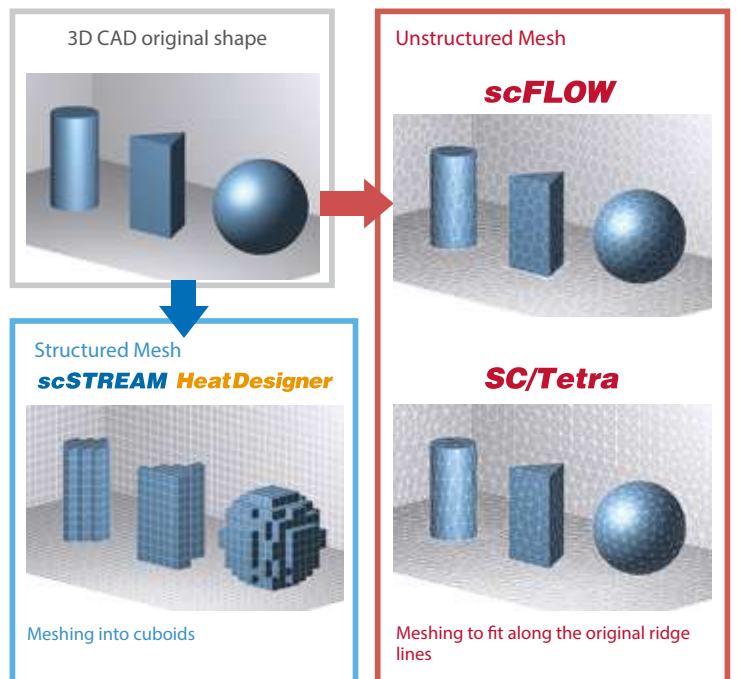 3D CAD original shape
Unstructured Mesh
scFLOW
Structured Mesh
scSTREAM HeatDesigner
SC/Tetra
Meshing into cuboids
Meshing to fit along the original ridge
lines